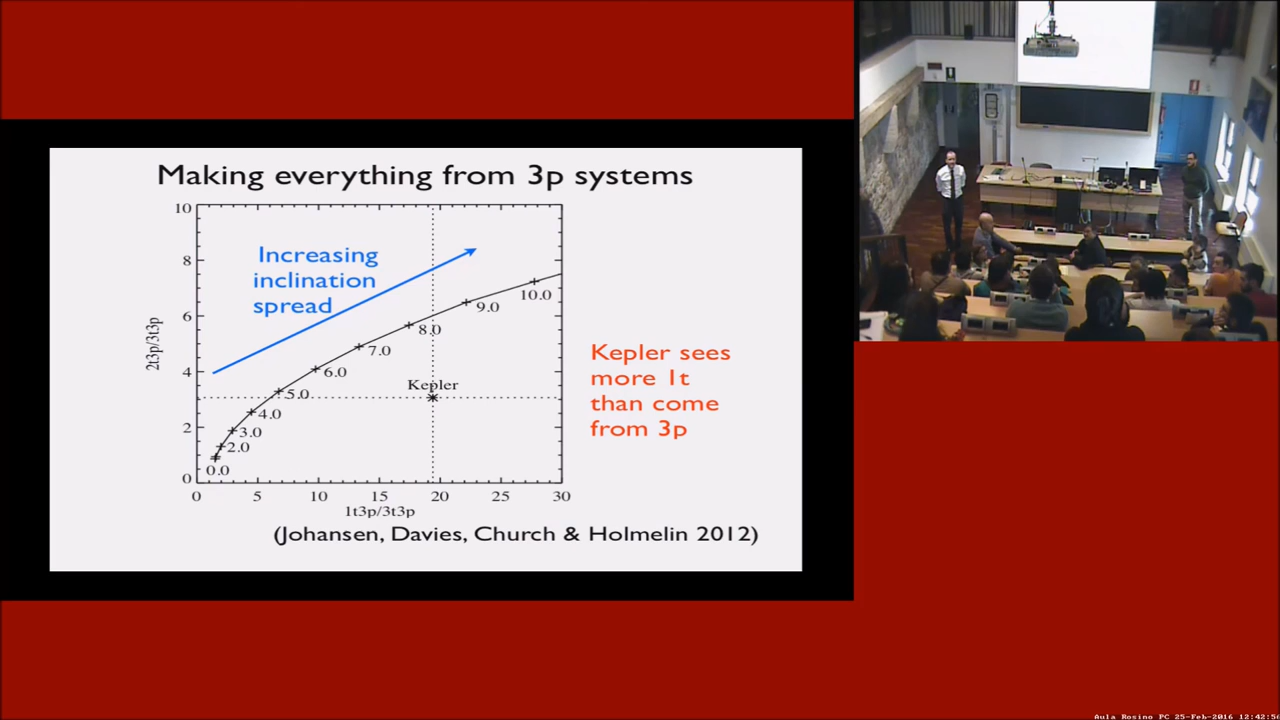 Making everything from 3p systems
10
8
6
4
2
0
2t3p/3t3p
Increasing
inclination
spread
0.0
2.0
3.0
4.0
5.0
6.0
7.0
8.0
9.0
10.0
Kepler
0 5 10 15 20 25 30
1t3p/3t3p
Kepler sees
more 1t
than come
from 3p
(Johansen, Davies, Church & Holmelin 2012)
Aula Rosino PC 25-Feb-2016 12:42:5